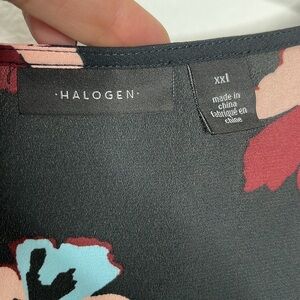 ·HALOGEN·
xxl
made in
china
fabriqué en
chine